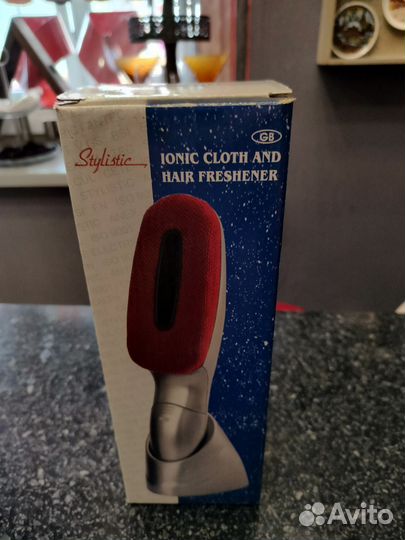 GB
Stylistic
IONIC CLOTH AND
HAIR FRESHENER
Avito